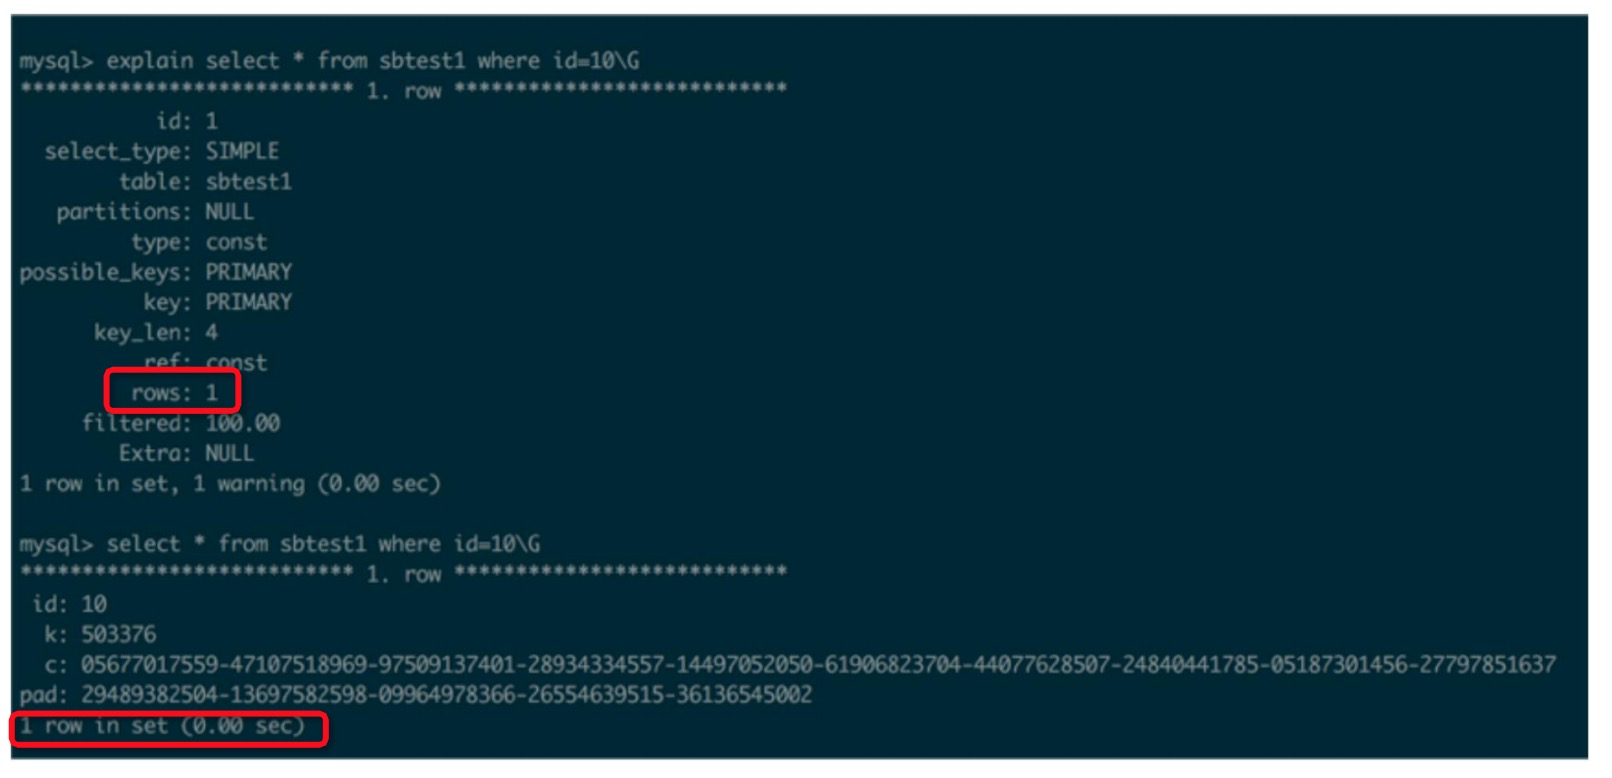 mysql> explain select * from sbtest1 where id=10\G
*************************** 1. row ***************************
id: 1
select_type: SIMPLE
table: sbtest1
partitions: NULL
type: const
possible_keys: PRIMARY
key: PRIMARY
key_len: 4
ref: const
rows: 1
filtered: 100.00
Extra: NULL
1 row in set, 1 warning (0.00 sec)
mysql> select * from sbtest1 where id=10\G
*************************** 1. row ***************************
id: 10
k: 503376
c: 05677017559-47107518969-97509137401-28934334557-14497052050-61906823704-44077628507-24840441785-05187301456-27797851637
pad: 29489382504-13697582598-09964978366-26554639515-36136545002
1 row in set (0.00 sec)